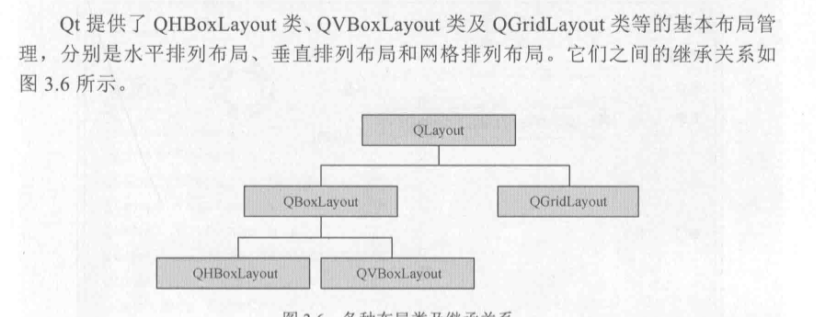 Qt 提供了 QHBoxLayout 类、QVBoxLayout 类及 QGridLayout 类等的基本布局管
理，分别是水平排列布局、垂直排列布局和网格排列布局。它们之间的继承关系如
图 3.6 所示。
QLayout
QBoxLayout
QGridLayout
QHBoxLayout
QVBoxLayout
图 3.6 各种布局类及继承关系